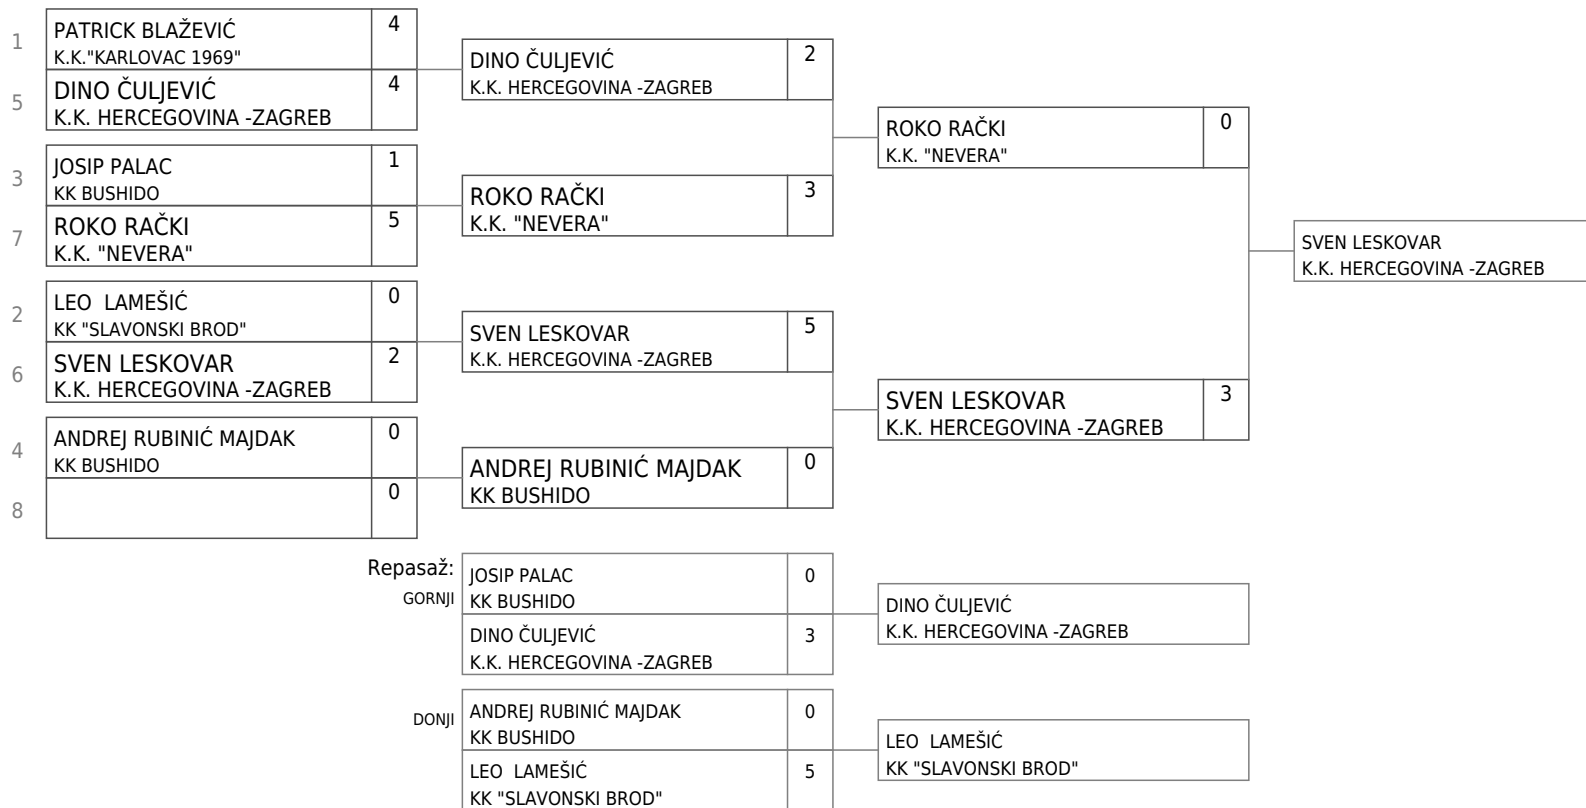 1
PATRICK BLAŽEVIĆ
K.K."KARLOVAC 1969"
4
5
DINO ČULJEVIĆ
K.K. HERCEGOVINA -ZAGREB
4
3
JOSIP PALAC
KK BUSHIDO
1
7
ROKO RAČKI
K.K. "NEVERA"
5
2
LEO  LAMEŠIĆ
KK "SLAVONSKI BROD"
0
6
SVEN LESKOVAR
K.K. HERCEGOVINA -ZAGREB
2
4
ANDREJ RUBINIĆ MAJDAK
KK BUSHIDO
0
8
0
DINO ČULJEVIĆ
K.K. HERCEGOVINA -ZAGREB
2
ROKO RAČKI
K.K. "NEVERA"
3
SVEN LESKOVAR
K.K. HERCEGOVINA -ZAGREB
5
ANDREJ RUBINIĆ MAJDAK
KK BUSHIDO
0
ROKO RAČKI
K.K. "NEVERA"
0
SVEN LESKOVAR
K.K. HERCEGOVINA -ZAGREB
3
SVEN LESKOVAR
K.K. HERCEGOVINA -ZAGREB
Repasaž:
GORNJI
JOSIP PALAC
KK BUSHIDO
0
DINO ČULJEVIĆ
K.K. HERCEGOVINA -ZAGREB
3
DINO ČULJEVIĆ
K.K. HERCEGOVINA -ZAGREB
DONJI
ANDREJ RUBINIĆ MAJDAK
KK BUSHIDO
0
LEO  LAMEŠIĆ
KK "SLAVONSKI BROD"
5
LEO  LAMEŠIĆ
KK "SLAVONSKI BROD"